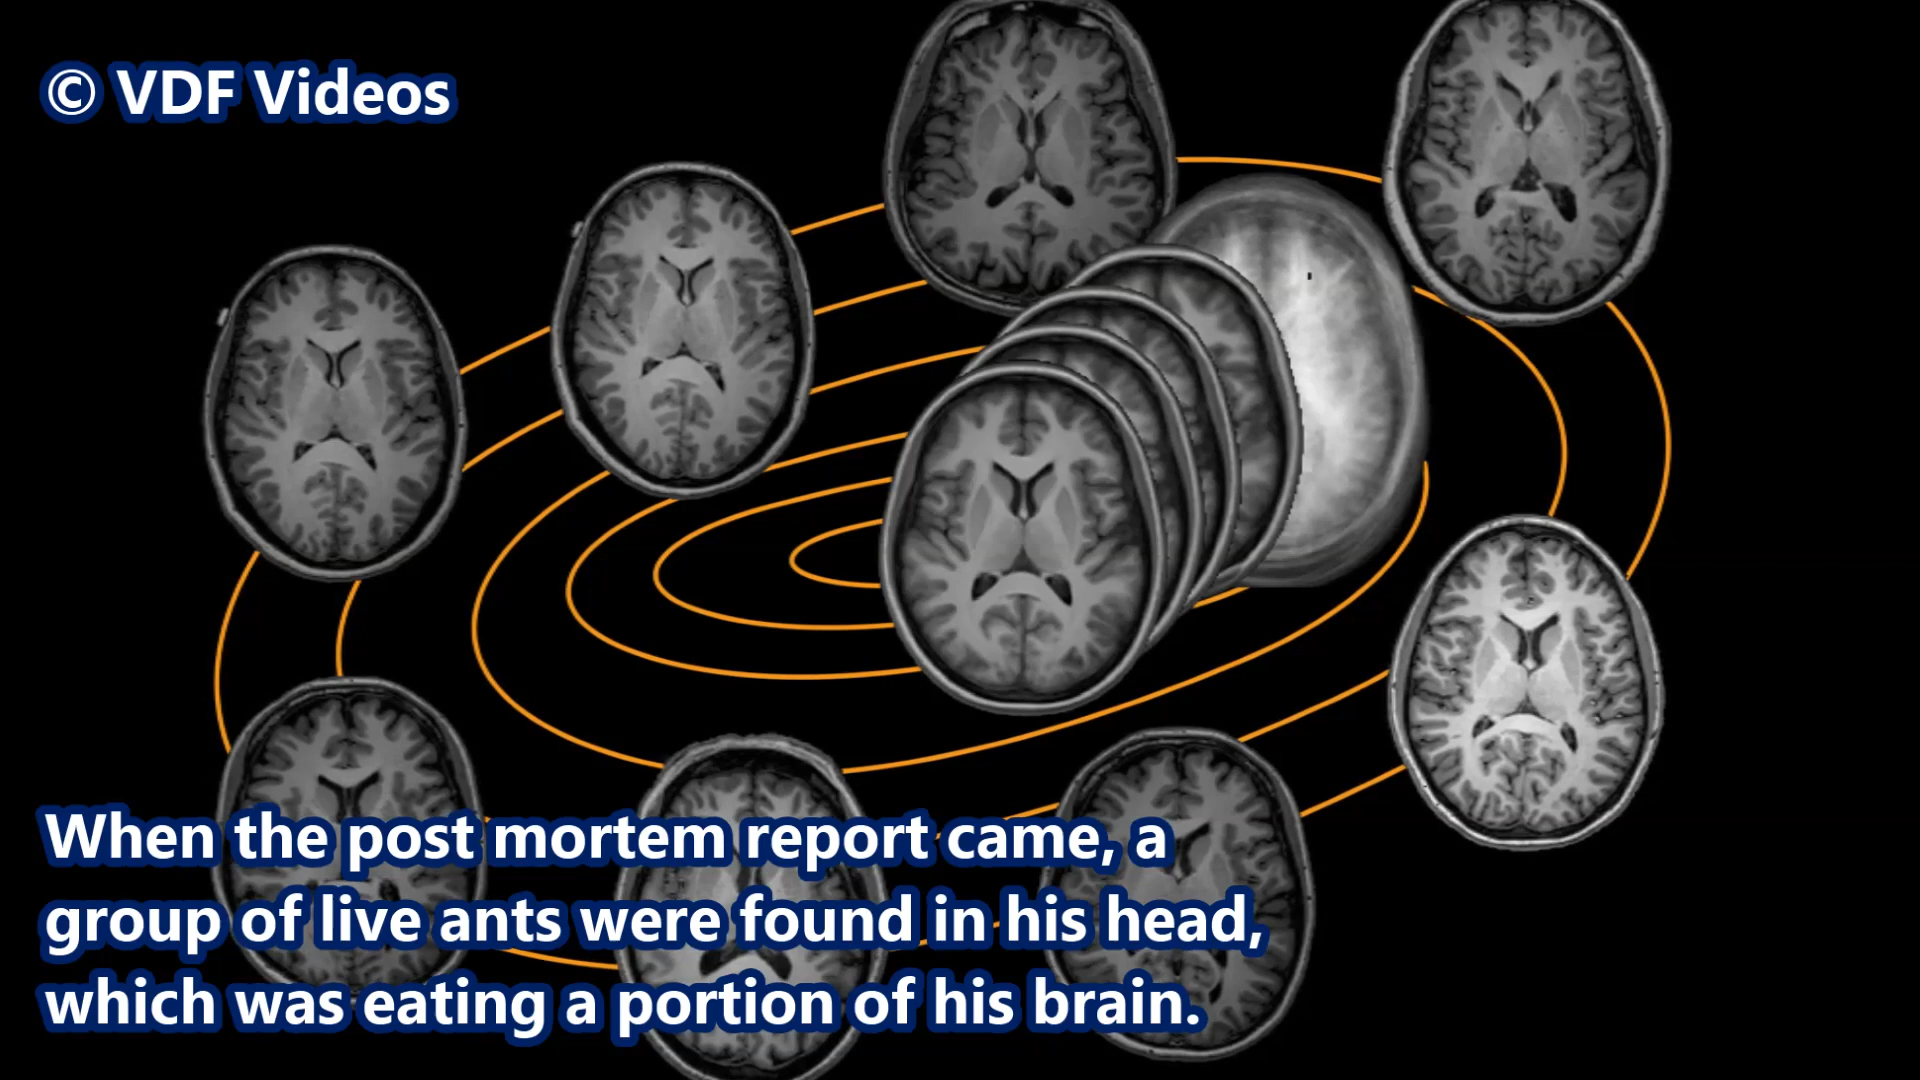 © VDF Videos
When the post mortem report came, a
group of live ants were found in his head,
which was eating a portion of his brain.